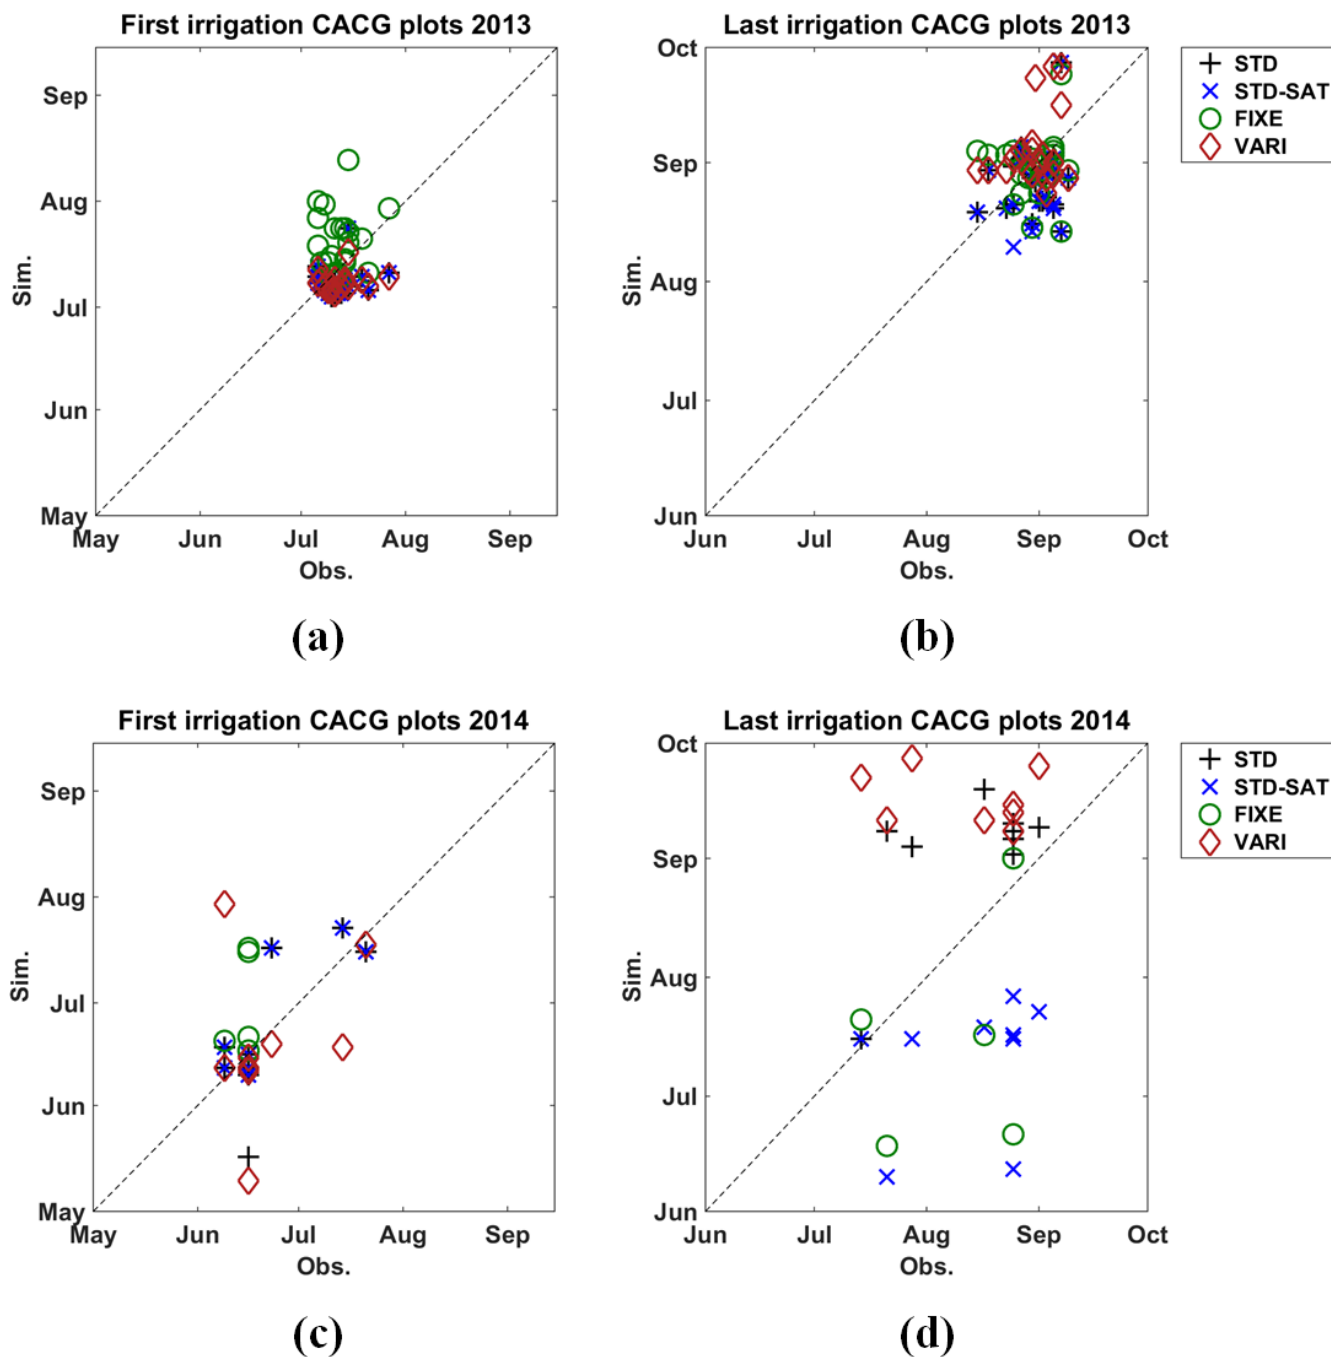 First irrigation CACG plots 2013
Sep
Aug
Jul
Jun
May
Sim.
May Jun Jul Aug Sep
Obs.
(a)
Last irrigation CACG plots 2013
Oct
Sep
Aug
Jul
Jun
Sim.
Jun Jul Aug Sep Oct
Obs.
(b)
STD
STD-SAT
FIXE
VARI
First irrigation CACG plots 2014
Sep
Aug
Jul
Jun
May
Sim.
May Jun Jul Aug Sep
Obs.
(c)
Last irrigation CACG plots 2014
Oct
Sep
Aug
Jul
Jun
Sim.
Jun Jul Aug Sep Oct
Obs.
(d)
STD
STD-SAT
FIXE
VARI